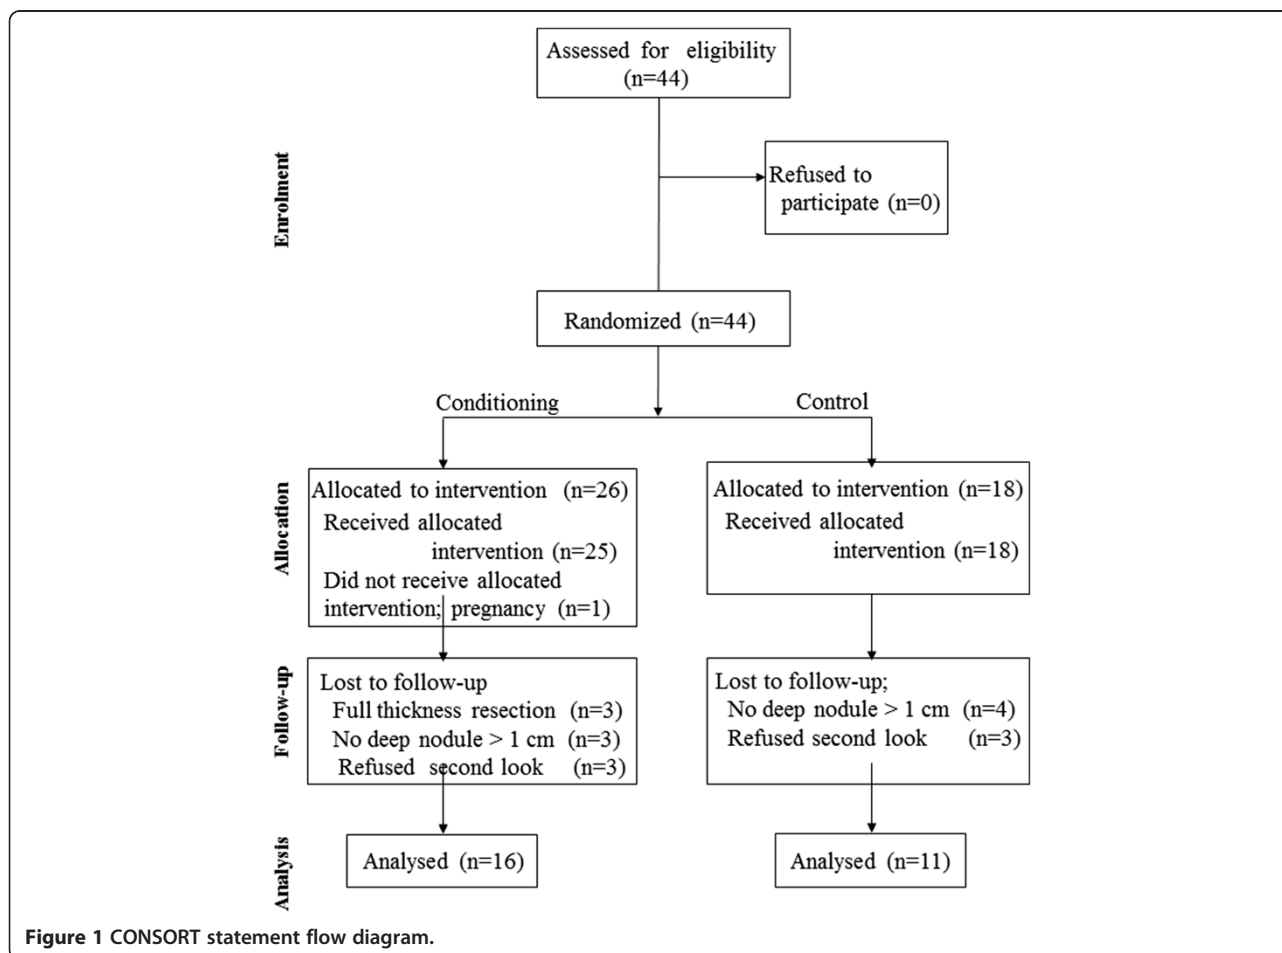 Assessed for eligibility
(n=44)
Enrolment
Refused to
participate (n=0)
Randomized (n=44)
Conditioning
Control
Allocation
Allocated to intervention (n=26)
Received allocated
intervention (n=25)
Did not receive allocated
intervention; pregnancy (n=1)
Allocated to intervention (n=18)
Received allocated
intervention (n=18)
Follow-up
Lost to follow-up
Full thickness resection (n=3)
No deep nodule > 1 cm (n=3)
Refused second look (n=3)
Lost to follow-up;
No deep nodule > 1 cm (n=4)
Refused second look (n=3)
Analysis
Analysed (n=16)
Analysed (n=11)
Figure 1 CONSORT statement flow diagram.